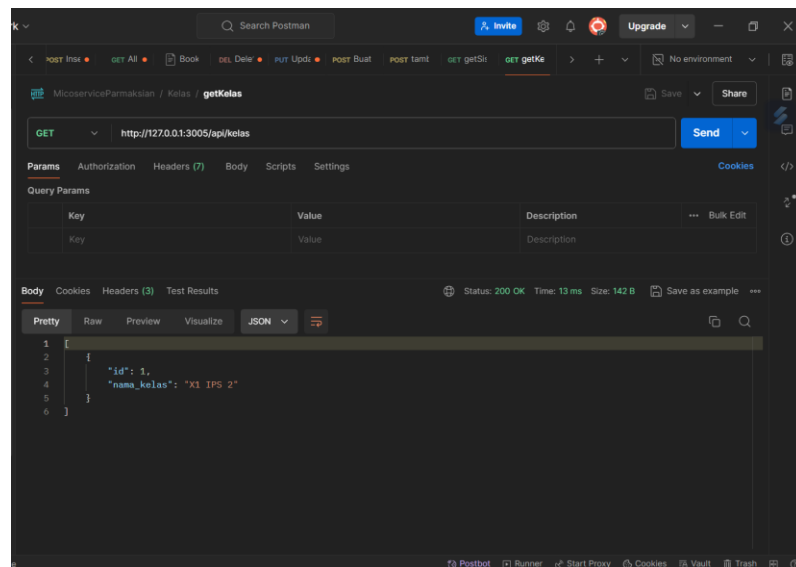 rk
Search Postman
Invite
Upgrade
POST Inse
GET All
Book
DEL Dele
PUT Upda
POST Buat
POST tamt
GET getSis
GET getKe
No environment
HTTP MicoserviceParmaksian / Kelas / getKelas
Save
Share
GET
http://127.0.0.1:3005/api/kelas
Send
Params Authorization Headers (7) Body Scripts Settings
Cookies
Query Params
Key Value Description
Bulk Edit
Key Value Description
Body Cookies Headers (3) Test Results
Status: 200 OK Time: 13 ms Size: 142 B
Save as example
Pretty Raw Preview Visualize JSON
1 [
2 {
3 "id": 1,
4 "nama_kelas": "X1 IPS 2"
5 }
6 ]
Postbot Runner Start Proxy Cookies Vault Trash